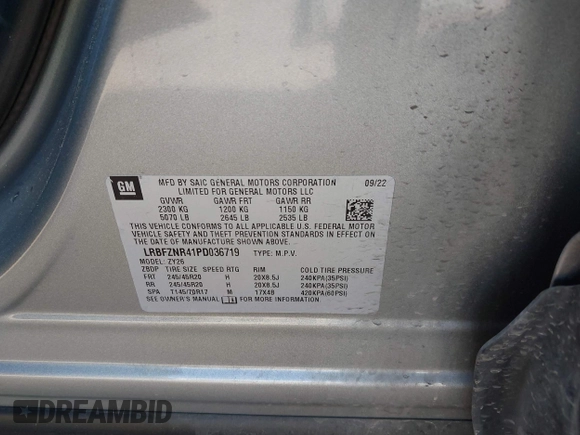 GM
MFD BY SAIC GENERAL MOTORS CORPORATION 09/22
LIMITED FOR GENERAL MOTORS LLC
GVWR GAWR FRT GAWR RR
2300 KG 1200 KG 1150 KG
5070 LB 2645 LB 2535 LB
THIS VEHICLE CONFORMS TO ALL APPLICABLE U.S. FEDERAL MOTOR
VEHICLE SAFETY AND THEFT PREVENTION STANDARDS IN EFFECT ON
THE DATE OF MANUFACTURE SHOWN ABOVE.
LRBFZNR41PD036719 TYPE: M.P.V.
MODEL: ZY26
ZBDP TIRE SIZE SPEED RTG RIM COLD TIRE PRESSURE
FRT 245/45R20 H 20X8.5J 240KPA(35PSI)
RR 245/45R20 H 20X8.5J 240KPA(35PSI)
SPA T145/70R17 M 17X4B 420KPA(60PSI)
SEE OWNER'S MANUAL FOR MORE INFORMATION
DREAMBID